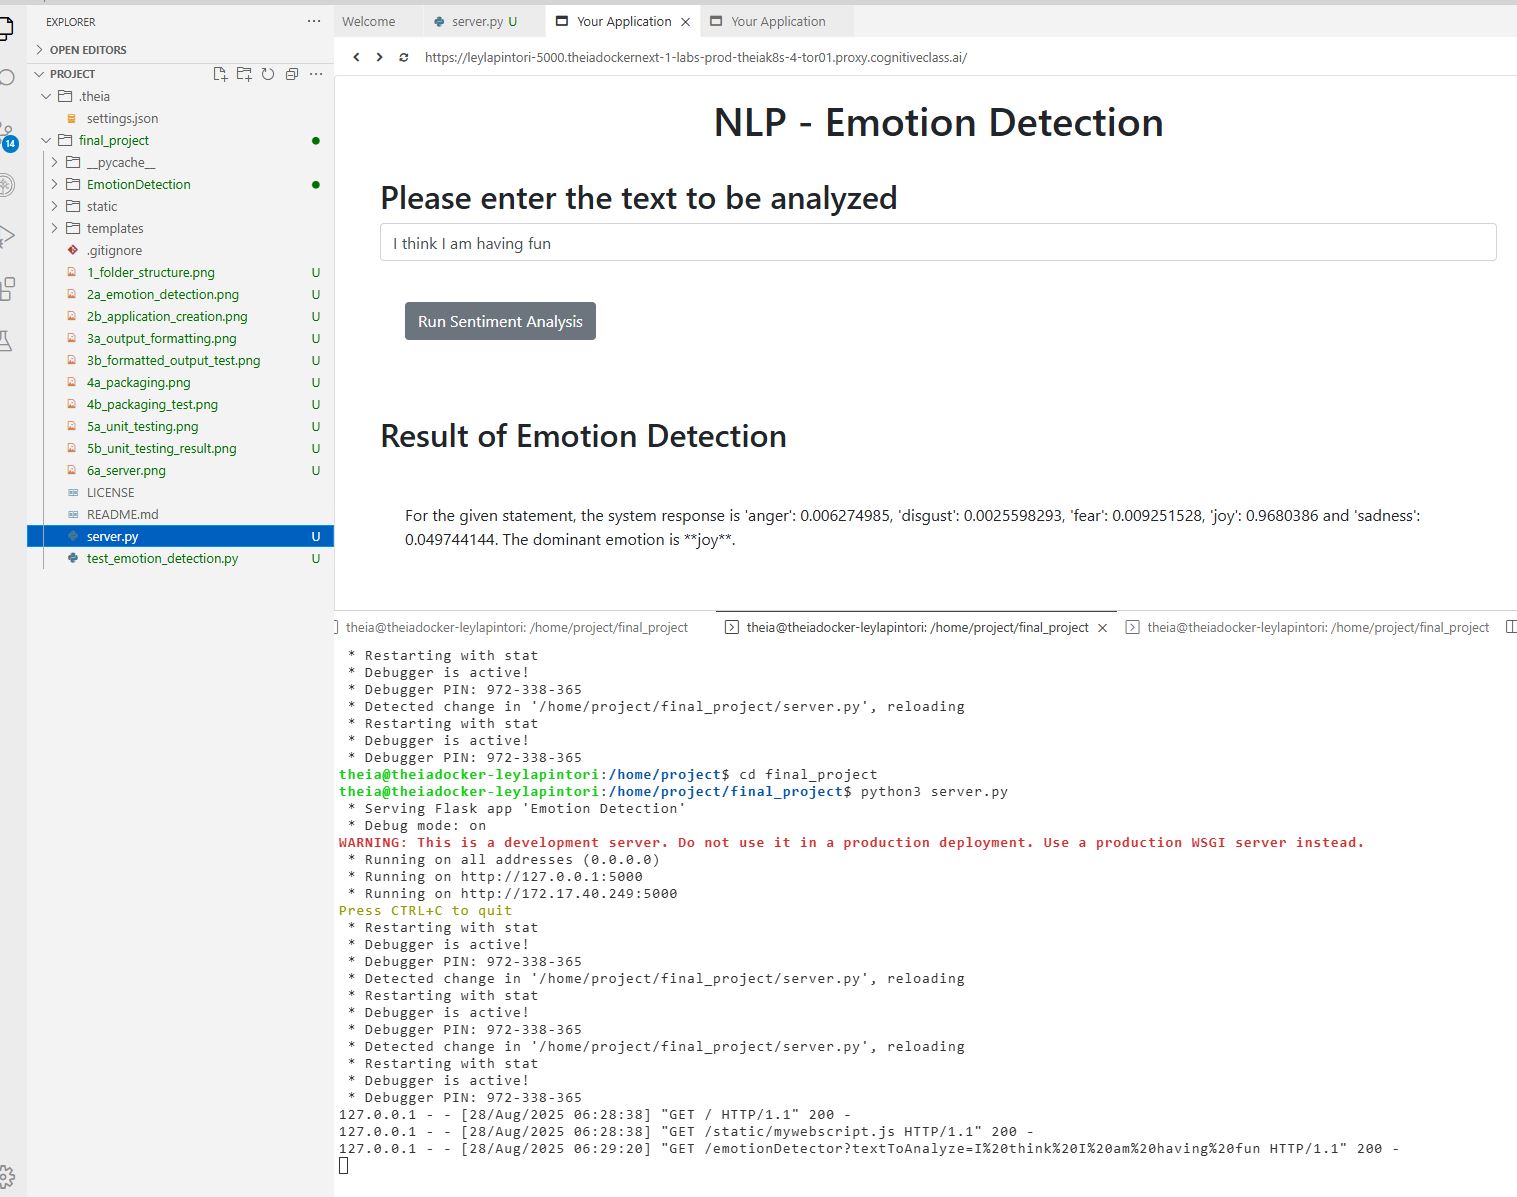 EXPLORER
OPEN EDITORS
PROJECT
.theia
settings.json
final_project
__pycache__
EmotionDetection
static
templates
.gitignore
1_folder_structure.png U
2a_emotion_detection.png U
2b_application_creation.png U
3a_output_formatting.png U
3b_formatted_output_test.png U
4a_packaging.png U
4b_packaging_test.png U
5a_unit_testing.png U
5b_unit_testing_result.png U
6a_server.png U
LICENSE
README.md
server.py U
test_emotion_detection.py U
14
Welcome server.py U Your Application Your Application
https://leylapintori-5000.theiadockernext-1-labs-prod-theiak8s-4-tor01.proxy.cognitiveclass.ai/
NLP - Emotion Detection
Please enter the text to be analyzed
I think I am having fun
Run Sentiment Analysis
Result of Emotion Detection
For the given statement, the system response is 'anger': 0.006274985, 'disgust': 0.0025598293, 'fear': 0.009251528, 'joy': 0.9680386 and 'sadness':
0.049744144. The dominant emotion is **joy**.
theia@theiadocker-leylapintori: /home/project/final_project theia@theiadocker-leylapintori: /home/project/final_project theia@theiadocker-leylapintori: /home/project/final_project
* Restarting with stat
* Debugger is active!
* Debugger PIN: 972-338-365
* Detected change in '/home/project/final_project/server.py', reloading
* Restarting with stat
* Debugger is active!
* Debugger PIN: 972-338-365
theia@theiadocker-leylapintori:/home/project$ cd final_project
theia@theiadocker-leylapintori:/home/project/final_project$ python3 server.py
* Serving Flask app 'Emotion Detection'
* Debug mode: on
WARNING: This is a development server. Do not use it in a production deployment. Use a production WSGI server instead.
* Running on all addresses (0.0.0.0)
* Running on http://127.0.0.1:5000
* Running on http://172.17.40.249:5000
Press CTRL+C to quit
* Restarting with stat
* Debugger is active!
* Debugger PIN: 972-338-365
* Detected change in '/home/project/final_project/server.py', reloading
* Restarting with stat
* Debugger is active!
* Debugger PIN: 972-338-365
* Detected change in '/home/project/final_project/server.py', reloading
* Restarting with stat
* Debugger is active!
* Debugger PIN: 972-338-365
127.0.0.1 - - [28/Aug/2025 06:28:38] "GET / HTTP/1.1" 200 -
127.0.0.1 - - [28/Aug/2025 06:28:38] "GET /static/mywebscript.js HTTP/1.1" 200 -
127.0.0.1 - - [28/Aug/2025 06:29:20] "GET /emotionDetector?textToAnalyze=I%20think%20I%20am%20having%20fun HTTP/1.1" 200 -